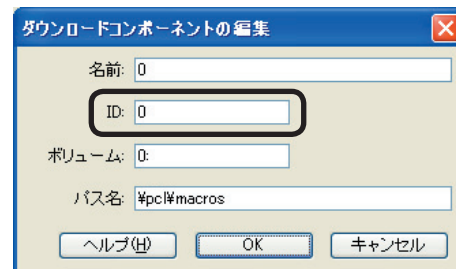 ダウンロードコンポーネントの編集
名前: 0
ID: 0
ボリューム: 0:
パス名: ¥pcl¥macros
ヘルプ(H) OK キャンセル